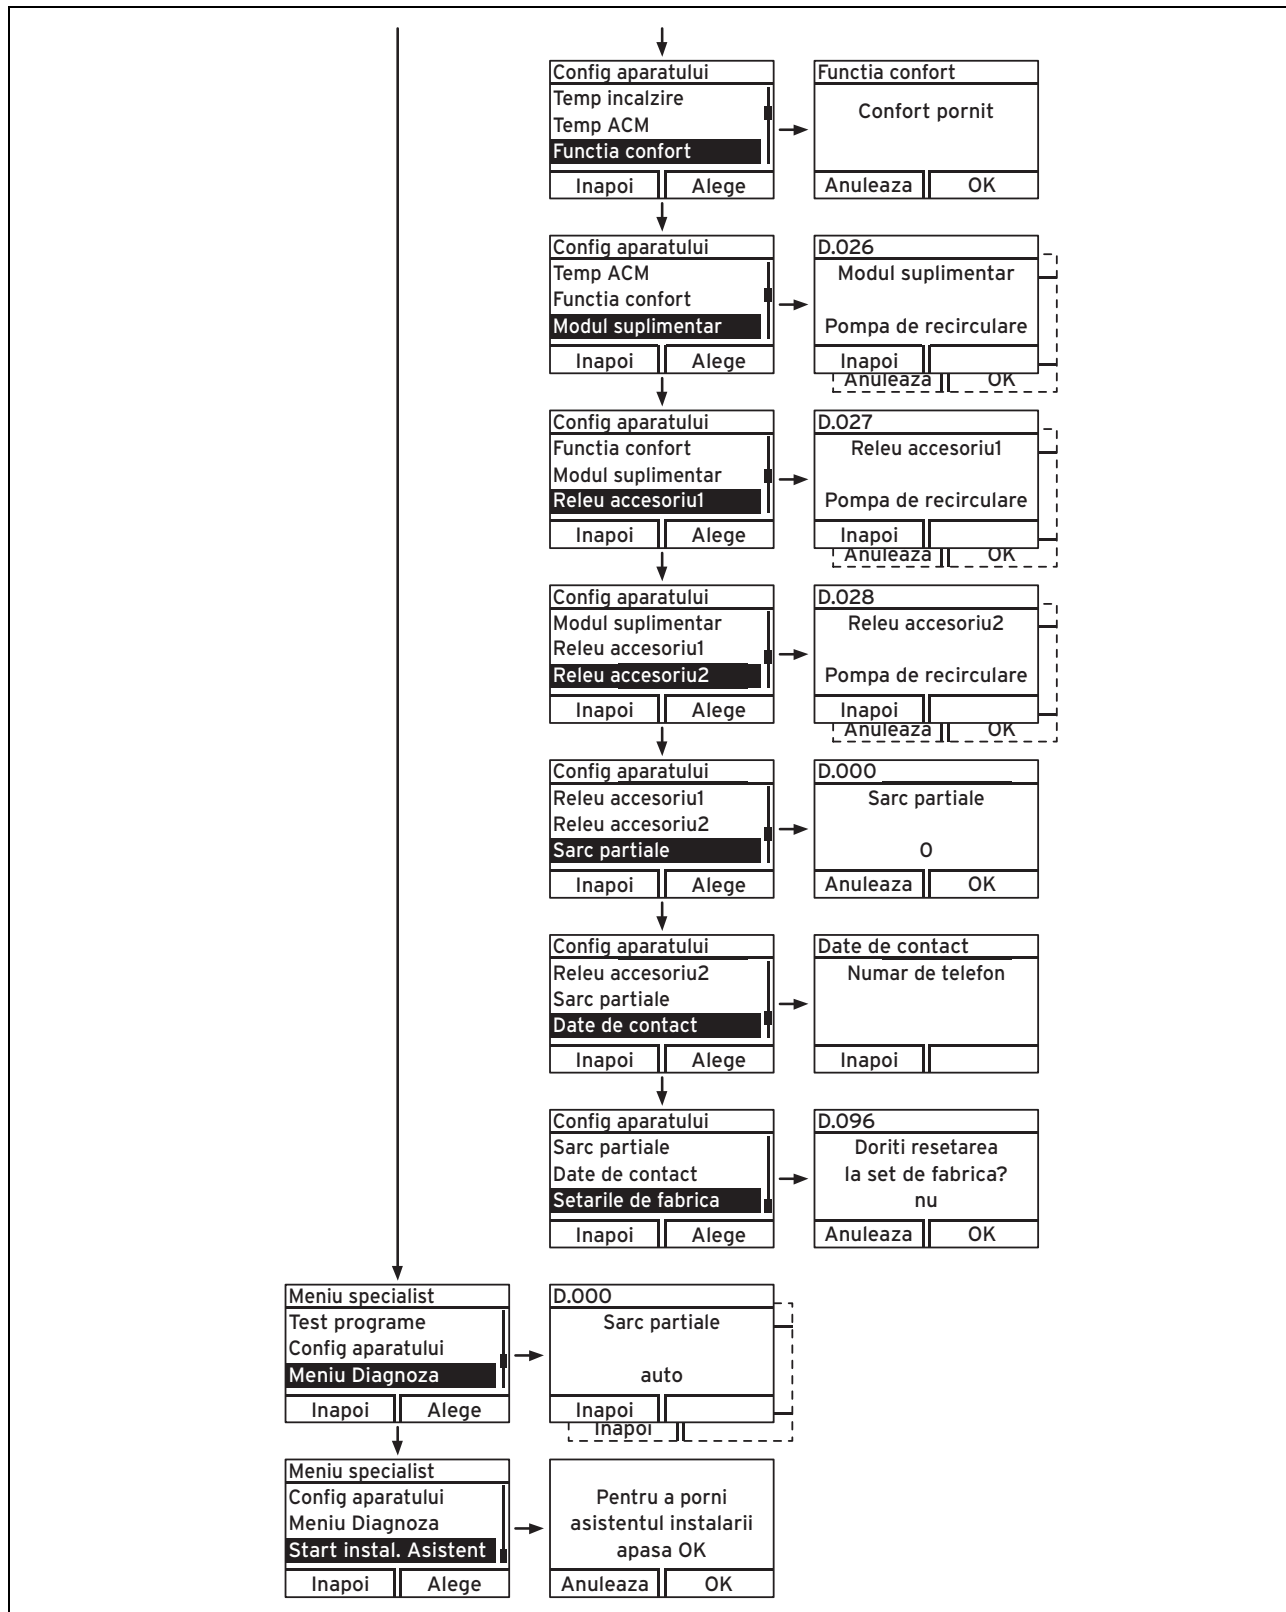 Config aparatului
Temp incalzire
Temp ACM
Functia confort
Inapoi Alege
Functia confort
Confort pornit
Anuleaza OK
Config aparatului
Temp ACM
Functia confort
Modul suplimentar
Inapoi Alege
D.026
Modul suplimentar
Pompa de recirculare
Inapoi
Anuleaza OK
Config aparatului
Functia confort
Modul suplimentar
Releu accesoriu1
Inapoi Alege
D.027
Releu accesoriu1
Pompa de recirculare
Inapoi
Anuleaza OK
Config aparatului
Modul suplimentar
Releu accesoriu1
Releu accesoriu2
Inapoi Alege
D.028
Releu accesoriu2
Pompa de recirculare
Inapoi
Anuleaza OK
Config aparatului
Releu accesoriu1
Releu accesoriu2
Sarc partiale
Inapoi Alege
D.000
Sarc partiale
0
Anuleaza OK
Config aparatului
Releu accesoriu2
Sarc partiale
Date de contact
Inapoi Alege
Date de contact
Numar de telefon
Inapoi
Config aparatului
Sarc partiale
Date de contact
Setarile de fabrica
Inapoi Alege
D.096
Doriti resetarea
la set de fabrica?
nu
Anuleaza OK
Meniu specialist
Test programe
Config aparatului
Meniu Diagnoza
Inapoi Alege
D.000
Sarc partiale
auto
Inapoi
Inapoi
Meniu specialist
Config aparatului
Meniu Diagnoza
Start instal. Asistent
Inapoi Alege
Pentru a porni
asistentul instalarii
apasa OK
Anuleaza OK